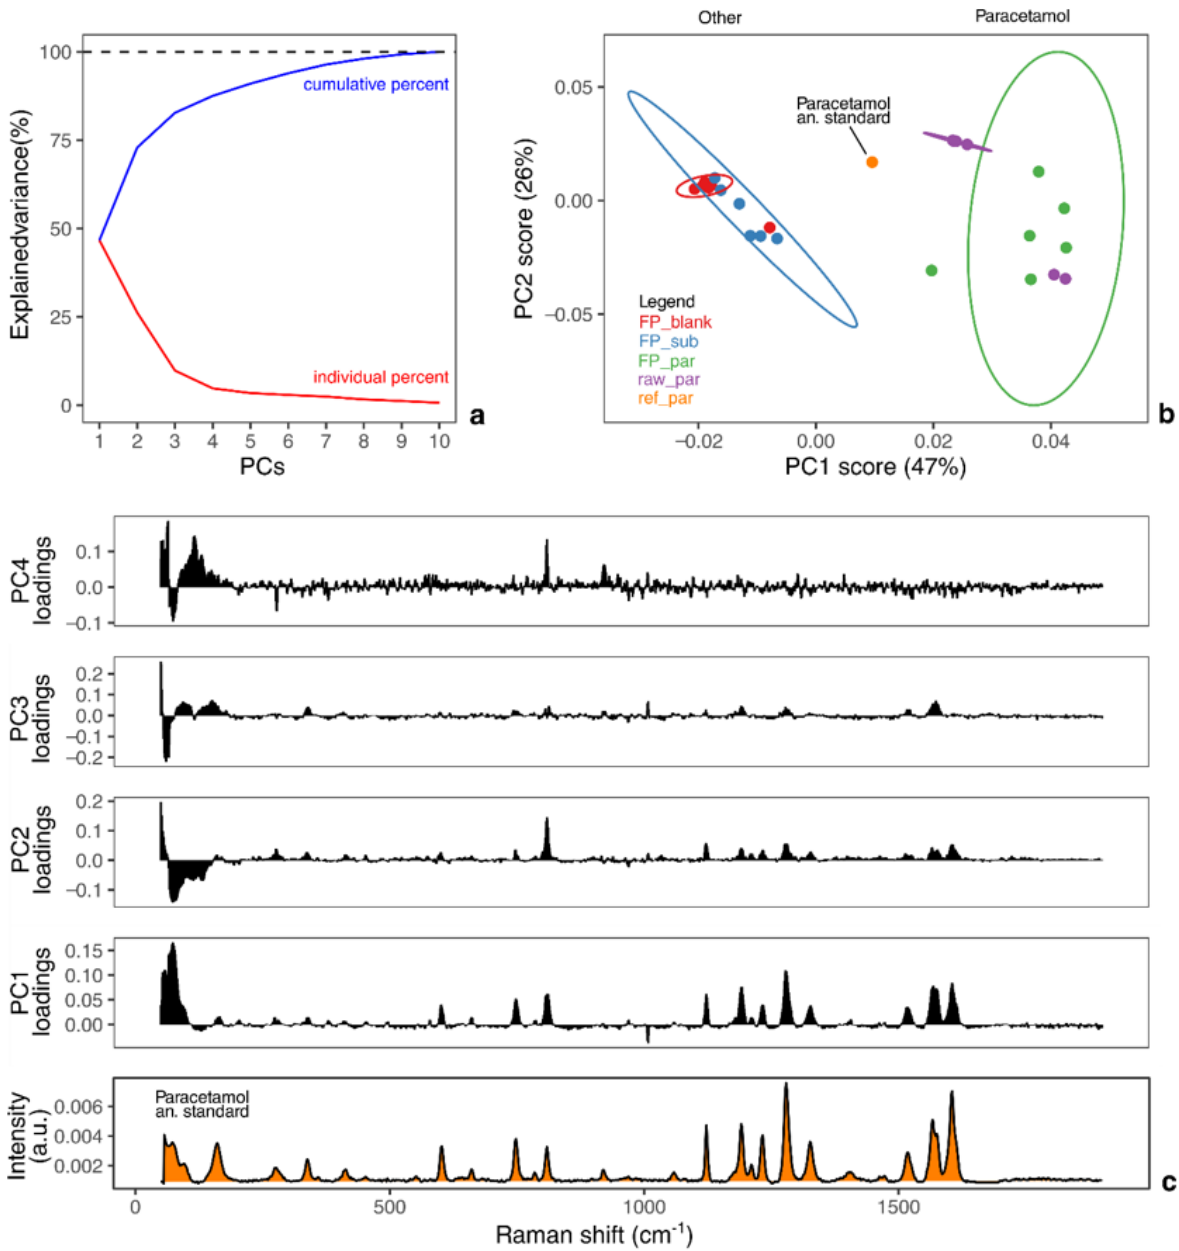 Other
Paracetamol
100
75
50
25
0
Explainedvariance(%)
cumulative percent
individual percent
1 2 3 4 5 6 7 8 9 10
PCs
a
0.05
0.00
−0.05
PC2 score (26%)
Paracetamol
an. standard
Legend
FP_blank
FP_sub
FP_par
raw_par
ref_par
−0.02 0.00 0.02 0.04
PC1 score (47%)
b
PC4
loadings
0.1
0.0
−0.1
PC3
loadings
0.2
0.1
0.0
−0.1
−0.2
PC2
loadings
0.2
0.1
0.0
−0.1
PC1
loadings
0.15
0.10
0.05
0.00
Intensity
(a.u.)
0.006
0.004
0.002
Paracetamol
an. standard
0 500 1000 1500
Raman shift (cm⁻¹)
c